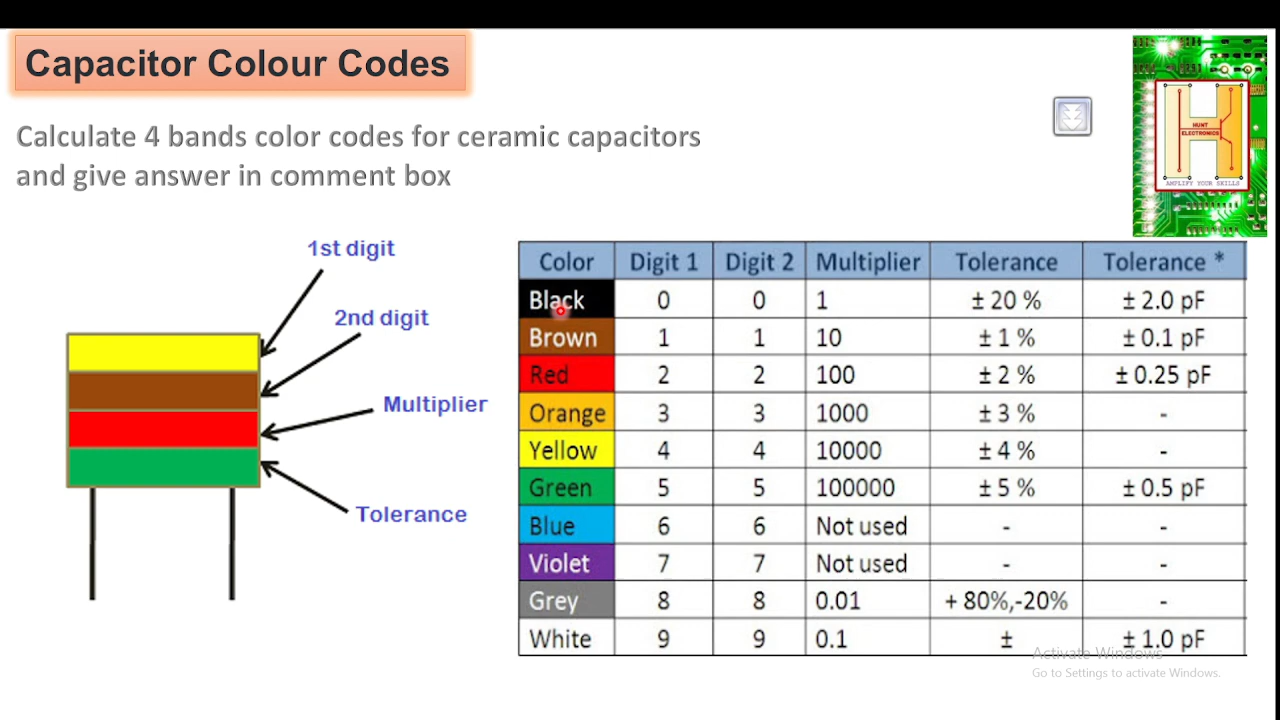 Capacitor Colour Codes
Calculate 4 bands color codes for ceramic capacitors
and give answer in comment box
HUNT
ELECTRONICS
AMPLIFY YOUR SKILLS
1st digit
2nd digit
Multiplier
Tolerance
Color Digit 1 Digit 2 Multiplier Tolerance Tolerance *
Black 0 0 1 ± 20 % ± 2.0 pF
Brown 1 1 10 ± 1 % ± 0.1 pF
Red 2 2 100 ± 2 % ± 0.25 pF
Orange 3 3 1000 ± 3 % -
Yellow 4 4 10000 ± 4 % -
Green 5 5 100000 ± 5 % ± 0.5 pF
Blue 6 6 Not used - -
Violet 7 7 Not used - -
Grey 8 8 0.01 + 80%,-20% -
White 9 9 0.1 ± ± 1.0 pF
Activate Windows
Go to Settings to activate Windows.